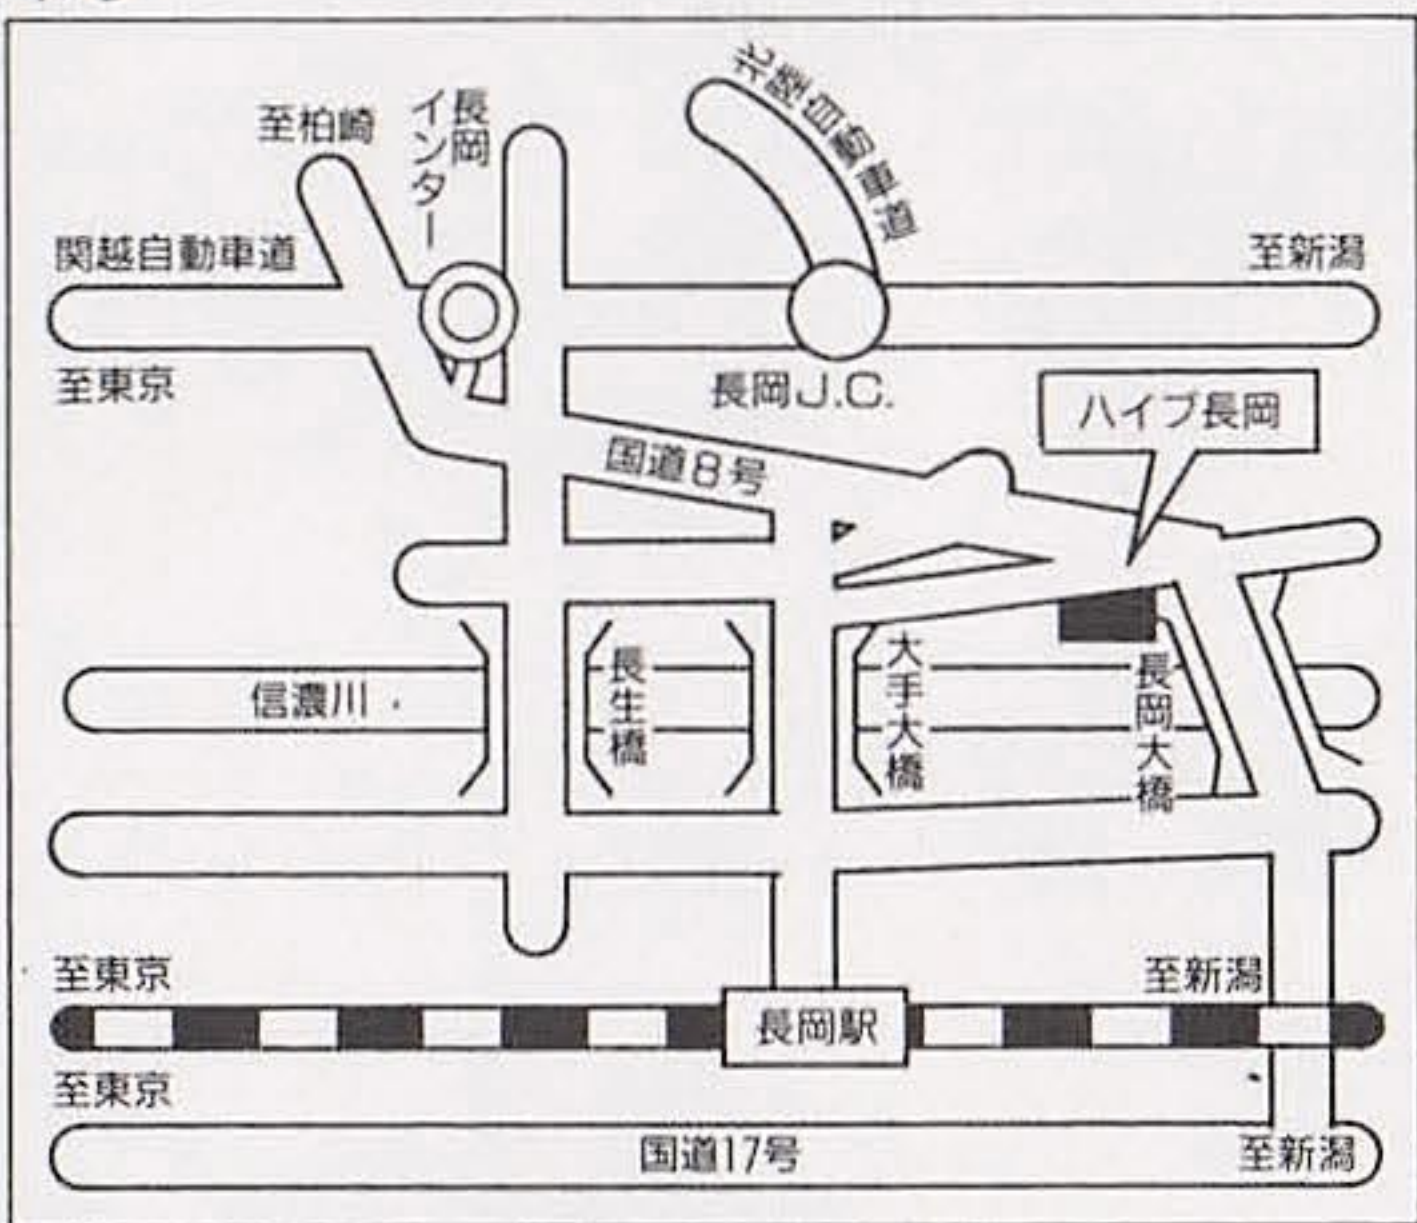 北陸自動車道
至柏崎
長岡
インター
関越自動車道
至新潟
至東京
長岡J.C.
ハイブ長岡
国道8号
信濃川
長生橋
大手大橋
長岡大橋
至東京
至新潟
長岡駅
至東京
国道17号
至新潟